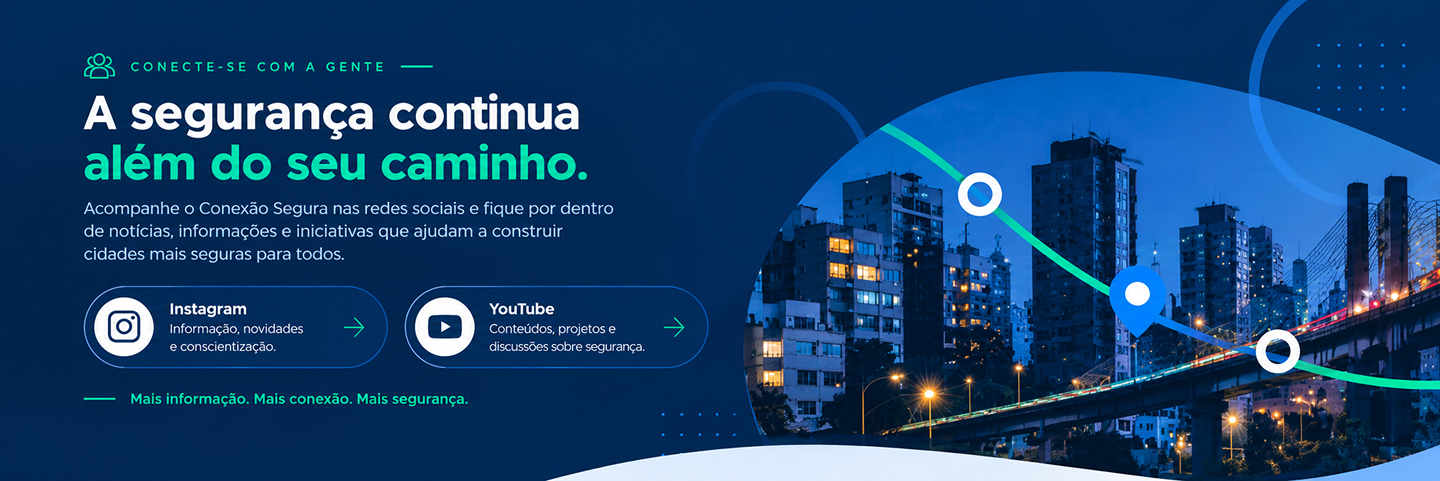 CONECTE-SE COM A GENTE
A segurança continua
além do seu caminho.
Acompanhe o Conexão Segura nas redes sociais e fique por dentro
de notícias, informações e iniciativas que ajudam a construir
cidades mais seguras para todos.
Instagram
Informação, novidades
e conscientização.
YouTube
Conteúdos, projetos e
discussões sobre segurança.
Mais informação. Mais conexão. Mais segurança.